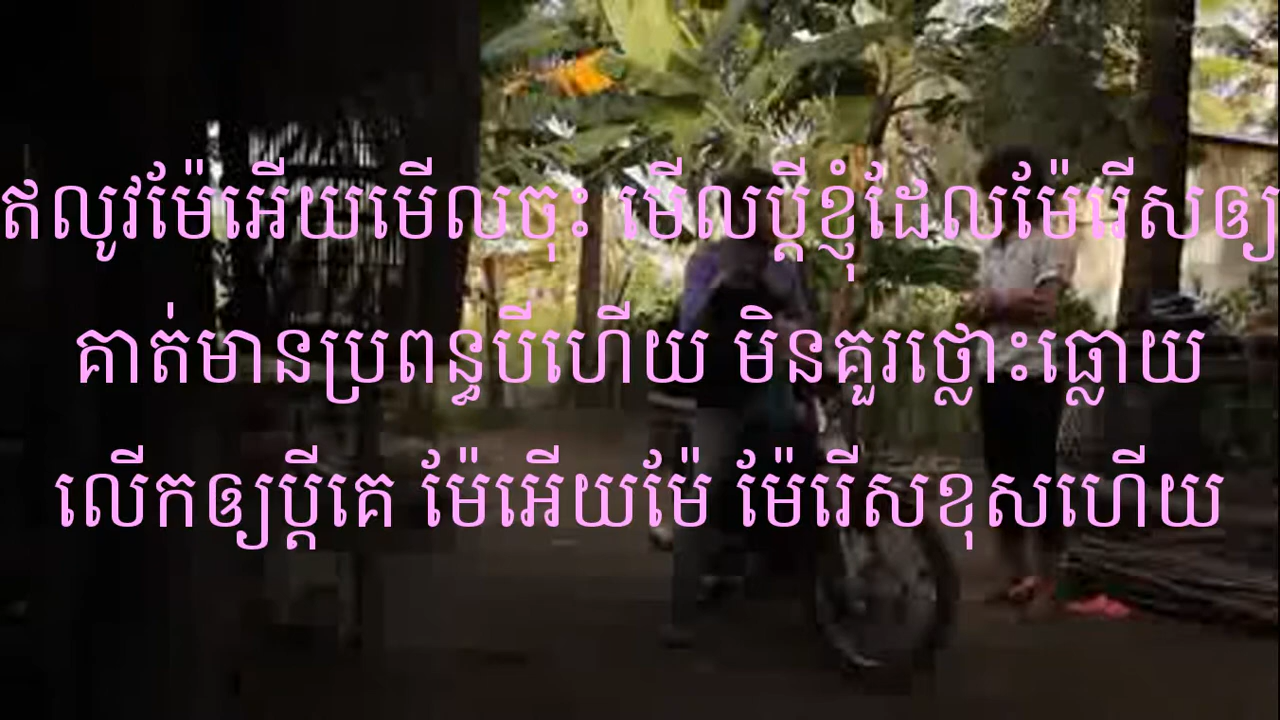 ឥលូវម៉ែអើយមើលចុះ មើលប្ដីខ្ញុំដែលម៉ែរើសឲ្យ
គាត់មានប្រពន្ធបីហើយ មិនគួរថ្លោះធ្លោយ
លើកឲ្យប្ដីគេ ម៉ែអើយម៉ែ ម៉ែរើសខុសហើយ